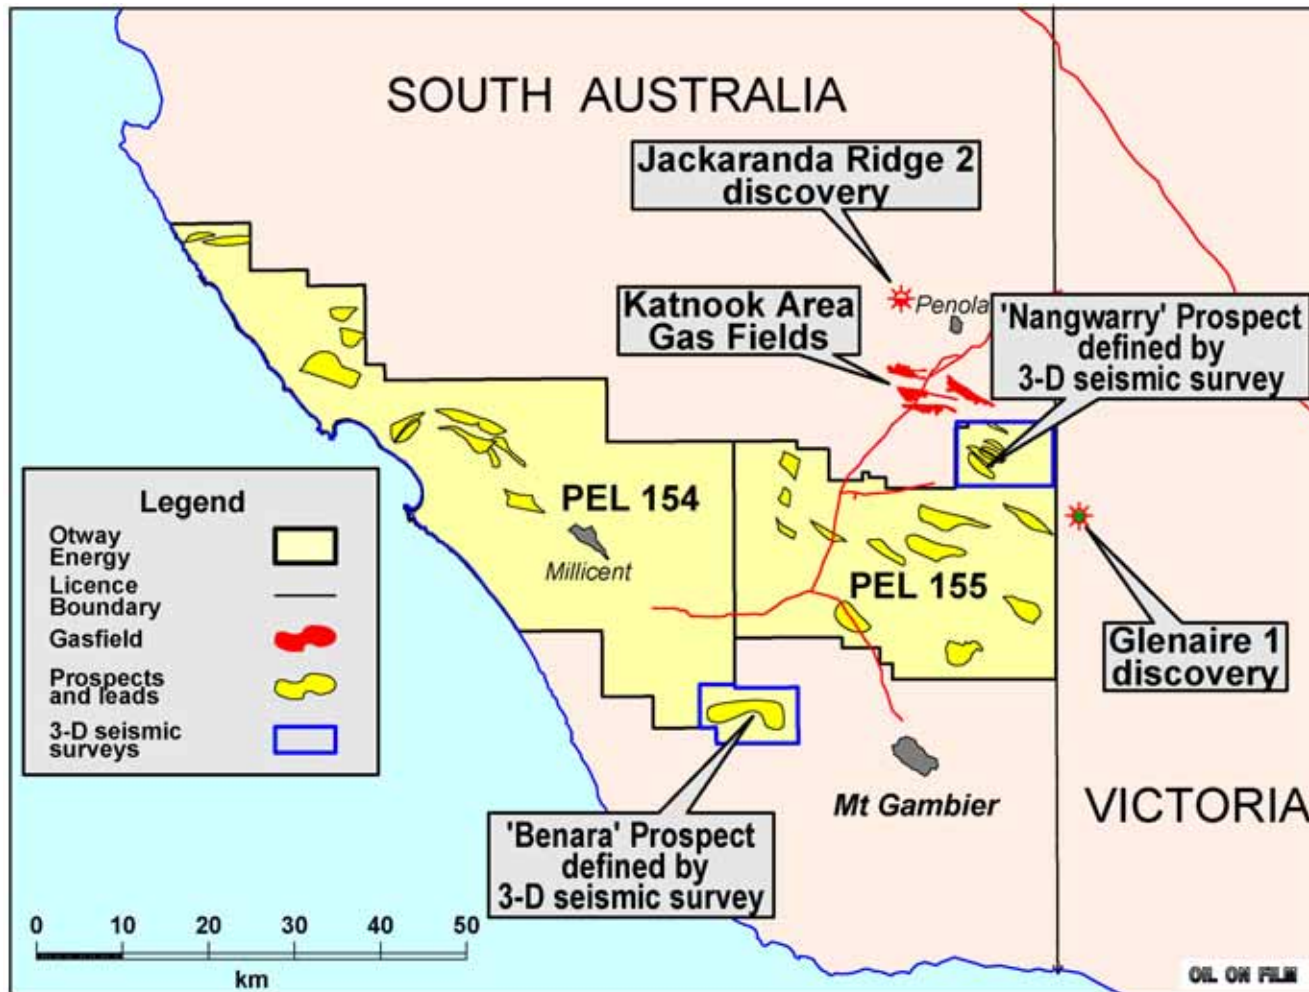 SOUTH AUSTRALIA
Jackaranda Ridge 2
discovery
Katnook Area
Gas Fields
Penola
'Nangwarry' Prospect
defined by
3-D seismic survey
PEL 154
Millicent
PEL 155
Glenaire 1
discovery
Legend
Otway
Energy
Licence
Boundary
Gasfield
Prospects
and leads
3-D seismic
surveys
Mt Gambier
VICTORIA
'Benara' Prospect
defined by
3-D seismic survey
0 10 20 30 40 50
km
OIL ON FILM